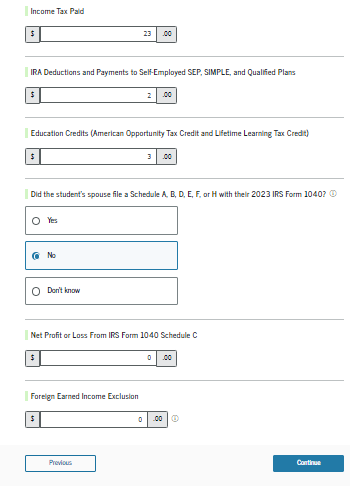 Income Tax Paid
$ 23 .00
IRA Deductions and Payments to Self-Employed SEP, SIMPLE, and Qualified Plans
$ 2 .00
Education Credits (American Opportunity Tax Credit and Lifetime Learning Tax Credit)
$ 3 .00
Did the student's spouse file a Schedule A, B, D, E, F, or H with their 2023 IRS Form 1040?
Yes
No
Don't know
Net Profit or Loss From IRS Form 1040 Schedule C
$ 0 .00
Foreign Earned Income Exclusion
$ 0 .00
Previous Continue